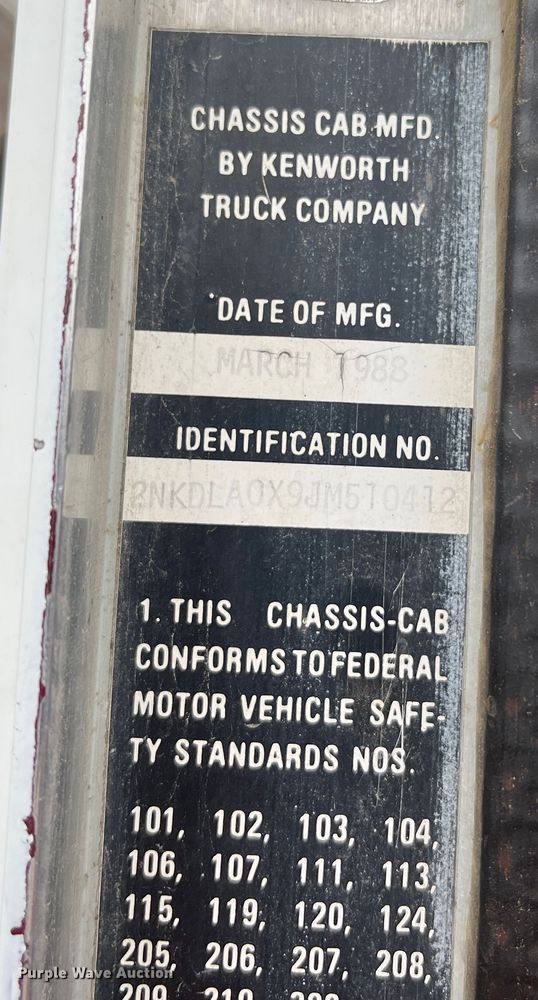 CHASSIS CAB MFD.
BY KENWORTH
TRUCK COMPANY
DATE OF MFG.
MARCH 1988
IDENTIFICATION NO.
2NKDLA0X9JM510412
1. THIS CHASSIS-CAB
CONFORMS TO FEDERAL
MOTOR VEHICLE SAFE-
TY STANDARDS NOS.
101, 102, 103, 104,
106, 107, 111, 113,
115, 119, 120, 124,
205, 206, 207, 208,
209, 210,
Purple Wave Auction